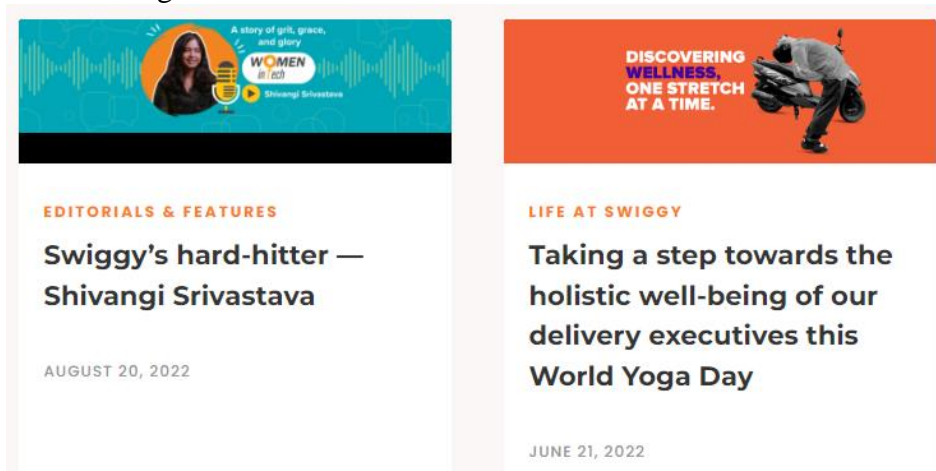 A story of grit, grace,
and glory
WOMEN
in Tech
Shivangi Srivastava
EDITORIALS & FEATURES
Swiggy's hard-hitter —
Shivangi Srivastava
AUGUST 20, 2022
DISCOVERING
WELLNESS,
ONE STRETCH
AT A TIME.
LIFE AT SWIGGY
Taking a step towards the
holistic well-being of our
delivery executives this
World Yoga Day
JUNE 21, 2022